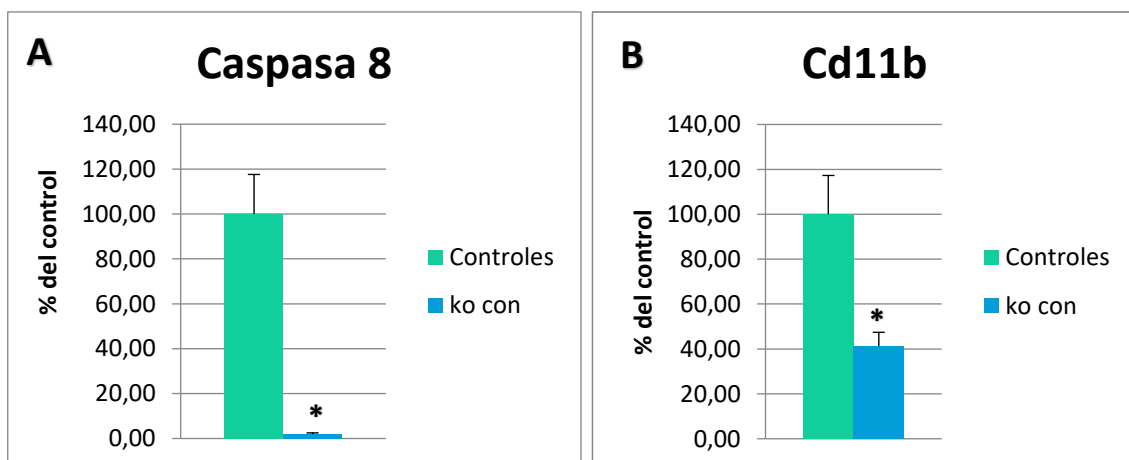 A
Caspasa 8
% del control
140,00
120,00
100,00
80,00
60,00
40,00
20,00
0,00
*
Controles
ko con
B
Cd11b
% del control
140,00
120,00
100,00
80,00
60,00
40,00
20,00
0,00
*
Controles
ko con